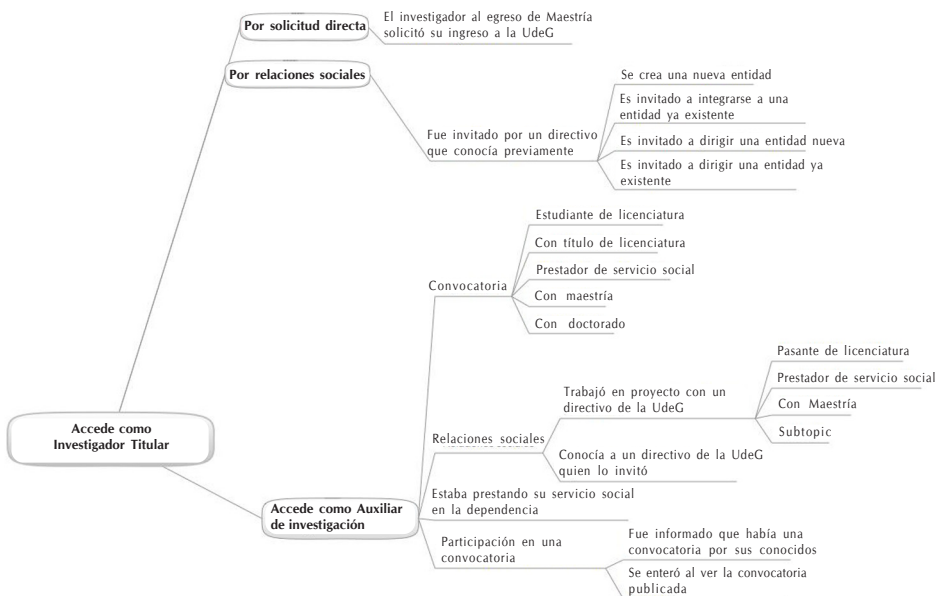 Por solicitud directa
El investigador al egreso de Maestría
solicitó su ingreso a la UdeG
Por relaciones sociales
Fue invitado por un directivo
que conocía previamente
Se crea una nueva entidad
Es invitado a integrarse a una
entidad ya existente
Es invitado a dirigir una entidad nueva
Es invitado a dirigir una entidad ya
existente
Accede como
Investigador Titular
Accede como Auxiliar
de investigación
Convocatoria
Estudiante de licenciatura
Con título de licenciatura
Prestador de servicio social
Con maestría
Con doctorado
Relaciones sociales
Trabajó en proyecto con un
directivo de la UdeG
Pasante de licenciatura
Prestador de servicio social
Con Maestría
Subtopic
Conocía a un directivo de la UdeG
quien lo invitó
Estaba prestando su servicio social
en la dependencia
Participación en una
convocatoria
Fue informado que había una
convocatoria por sus conocidos
Se enteró al ver la convocatoria
publicada